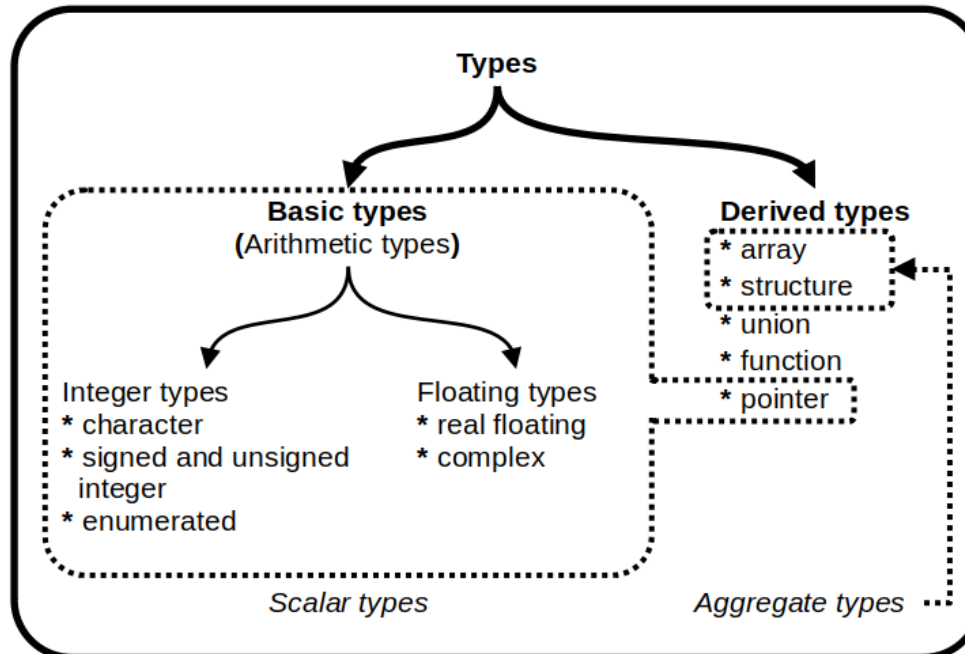 Types
Basic types
(Arithmetic types)
Integer types
* character
* signed and unsigned
integer
* enumerated
Floating types
* real floating
* complex
Scalar types
Derived types
* array
* structure
* union
* function
* pointer
Aggregate types